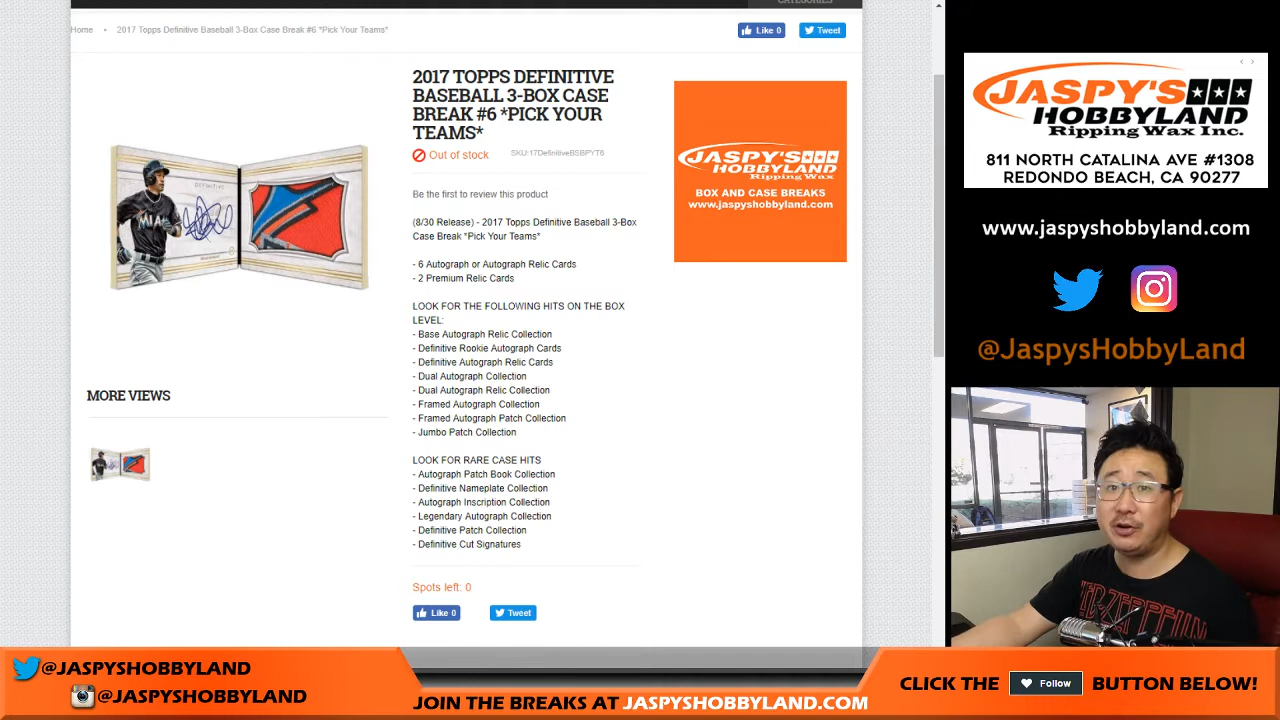 CATEGORIES
Home • 2017 Topps Definitive Baseball 3-Box Case Break #6 *Pick Your Teams*
Like 0
Tweet
2017 TOPPS DEFINITIVE
BASEBALL 3-BOX CASE
BREAK #6 *PICK YOUR
TEAMS*
Out of stock
SKU:17DefinitiveBSBPYT6
Be the first to review this product
(8/30 Release) - 2017 Topps Definitive Baseball 3-Box
Case Break *Pick Your Teams*
- 6 Autograph or Autograph Relic Cards
- 2 Premium Relic Cards
LOOK FOR THE FOLLOWING HITS ON THE BOX
LEVEL:
- Base Autograph Relic Collection
- Definitive Rookie Autograph Cards
- Definitive Autograph Relic Cards
- Dual Autograph Collection
- Dual Autograph Relic Collection
- Framed Autograph Collection
- Framed Autograph Patch Collection
- Jumbo Patch Collection
LOOK FOR RARE CASE HITS
- Autograph Patch Book Collection
- Definitive Nameplate Collection
- Autograph Inscription Collection
- Legendary Autograph Collection
- Definitive Patch Collection
- Definitive Cut Signatures
Spots left: 0
Like 0
Tweet
DEFINITIVE
MIA
MORE VIEWS
JASPY'S
HOBBYLAND
Ripping Wax
BOX AND CASE BREAKS
www.jaspyshobbyland.com
JASPY'S
HOBBYLAND
Ripping Wax Inc.
811 NORTH CATALINA AVE #1308
REDONDO BEACH, CA 90277
www.jaspyshobbyland.com
@JaspysHobbyLand
LED ZEPPELIN
@JASPYSHOBBYLAND
@JASPYSHOBBYLAND
JOIN THE BREAKS AT JASPYSHOBBYLAND.COM
CLICK THE Follow BUTTON BELOW!